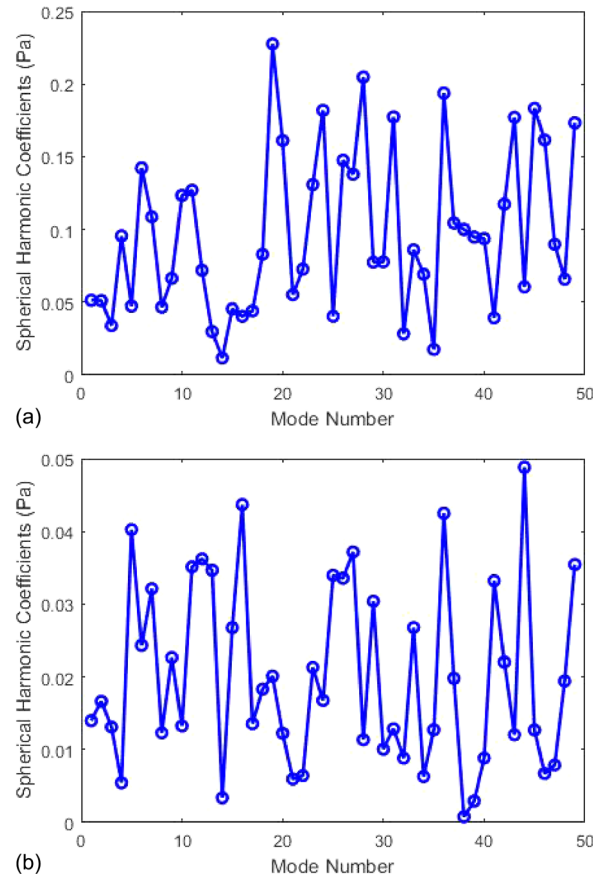 0.25
0.2
0.15
0.1
0.05
0
Spherical Harmonic Coefficients (Pa)
0 10 20 30 40 50
Mode Number
(a)
0.05
0.04
0.03
0.02
0.01
0
Spherical Harmonic Coefficients (Pa)
0 10 20 30 40 50
Mode Number
(b)